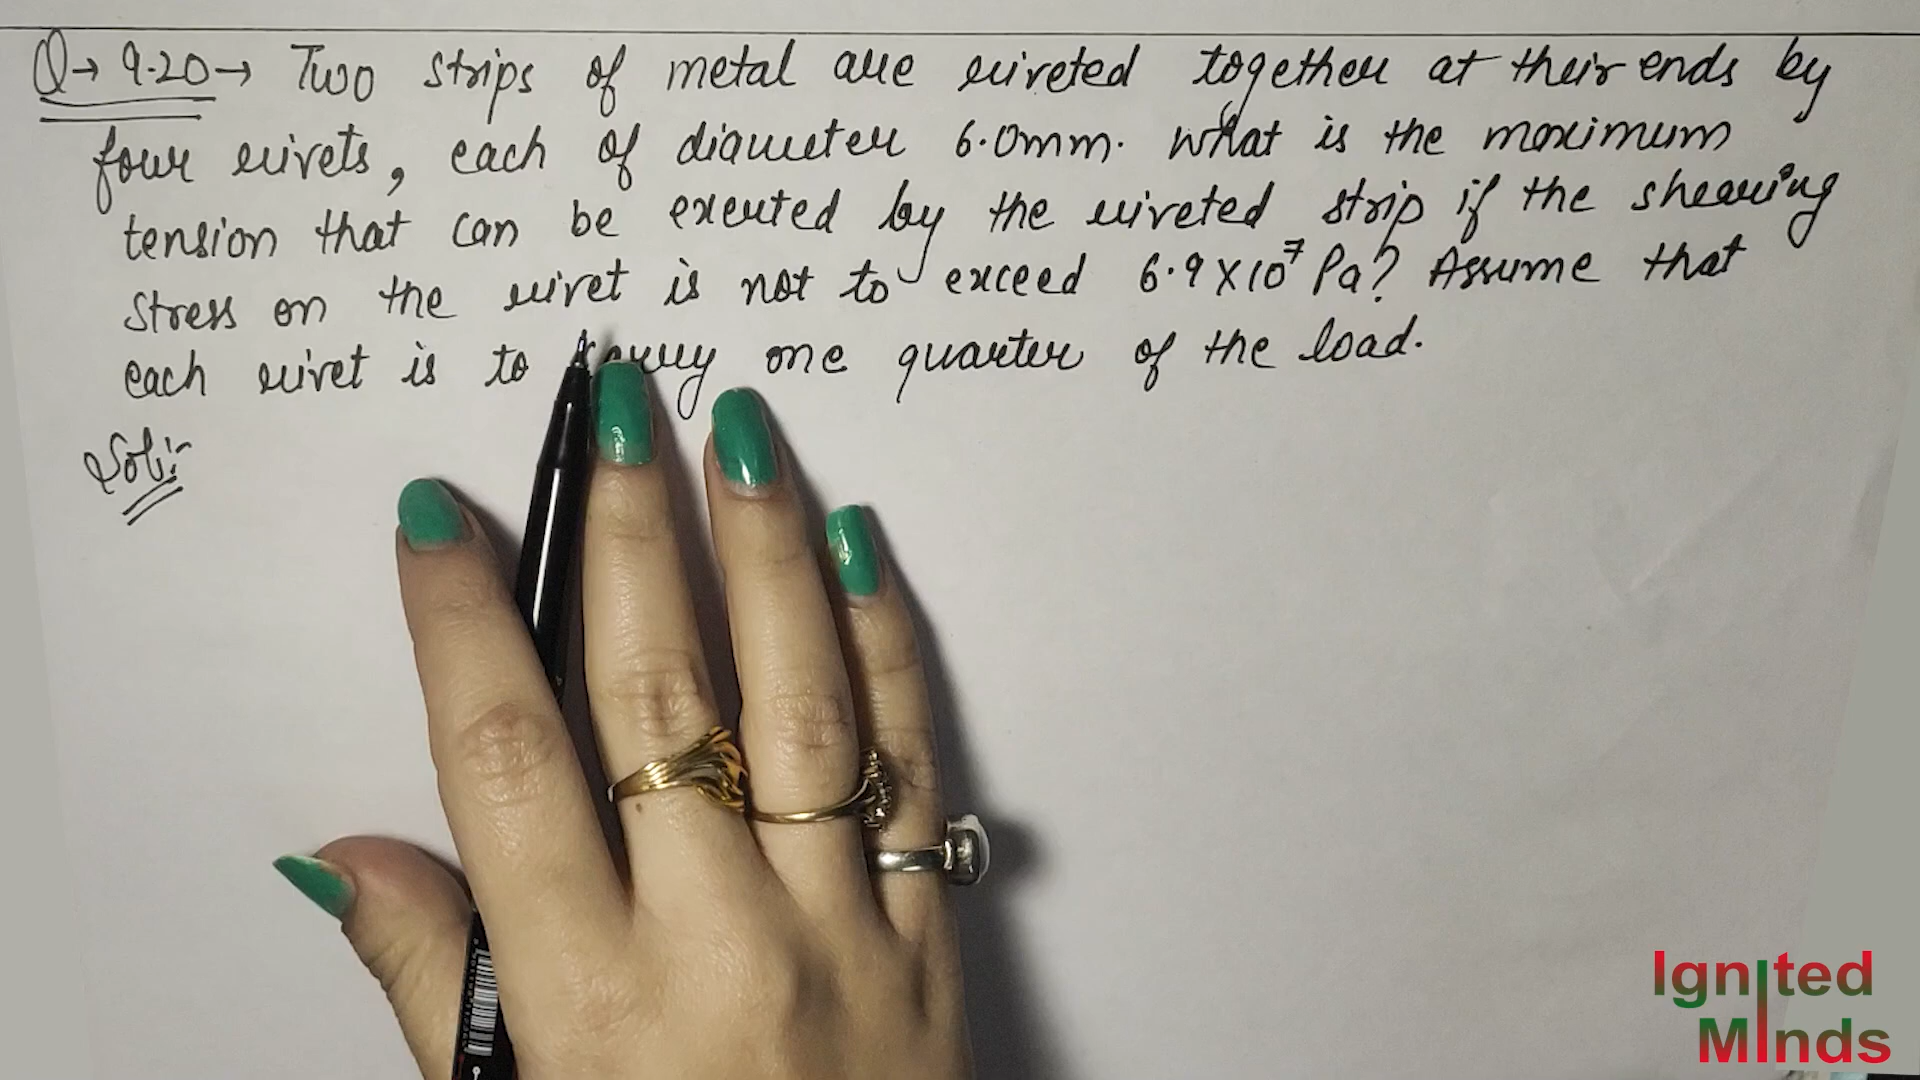 Q→ 9.20→ Two strips of metal are riveted together at their ends by
four rivets, each of diameter 6.0mm. What is the maximum
tension that can be exerted by the riveted strip if the shearing
stress on the rivet is not to exceed 6.9 X 10⁷ Pa? Assume that
each rivet is to carry one quarter of the load.
Sol:-
Ignited
Minds